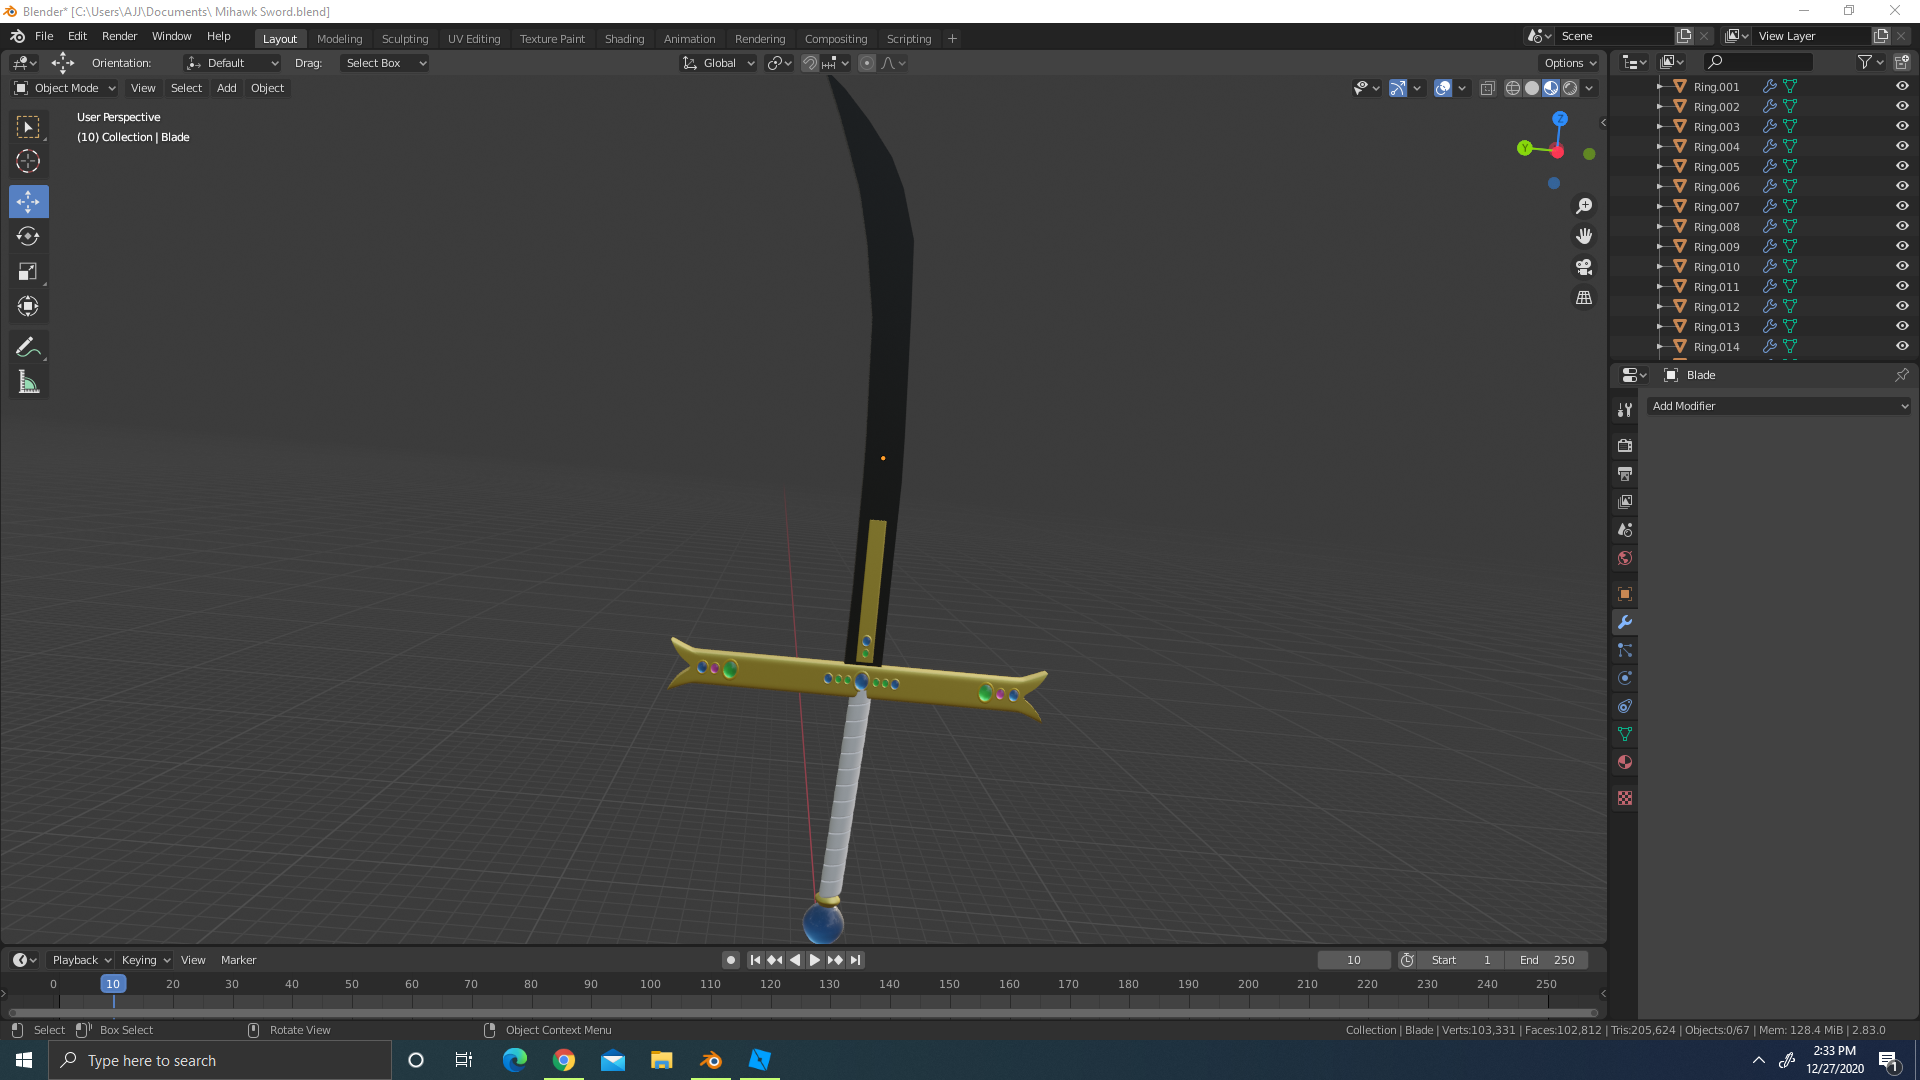 Blender* [C:\Users\AJJ\Documents\ Mihawk Sword.blend]
File Edit Render Window Help Layout Modeling Sculpting UV Editing Texture Paint Shading Animation Rendering Compositing Scripting + Scene View Layer
Orientation: Default Drag: Select Box Global Options
Object Mode View Select Add Object
User Perspective
(10) Collection | Blade
Z
Y
Ring.001
Ring.002
Ring.003
Ring.004
Ring.005
Ring.006
Ring.007
Ring.008
Ring.009
Ring.010
Ring.011
Ring.012
Ring.013
Ring.014
Blade
Add Modifier
Playback Keying View Marker 10 Start 1 End 250
0 10 20 30 40 50 60 70 80 90 100 110 120 130 140 150 160 170 180 190 200 210 220 230 240 250
Select Box Select Rotate View Object Context Menu Collection | Blade | Verts:103,331 | Faces:102,812 | Tris:205,624 | Objects:0/67 | Mem: 128.4 MiB | 2.83.0
Type here to search
2:33 PM
12/27/2020
1